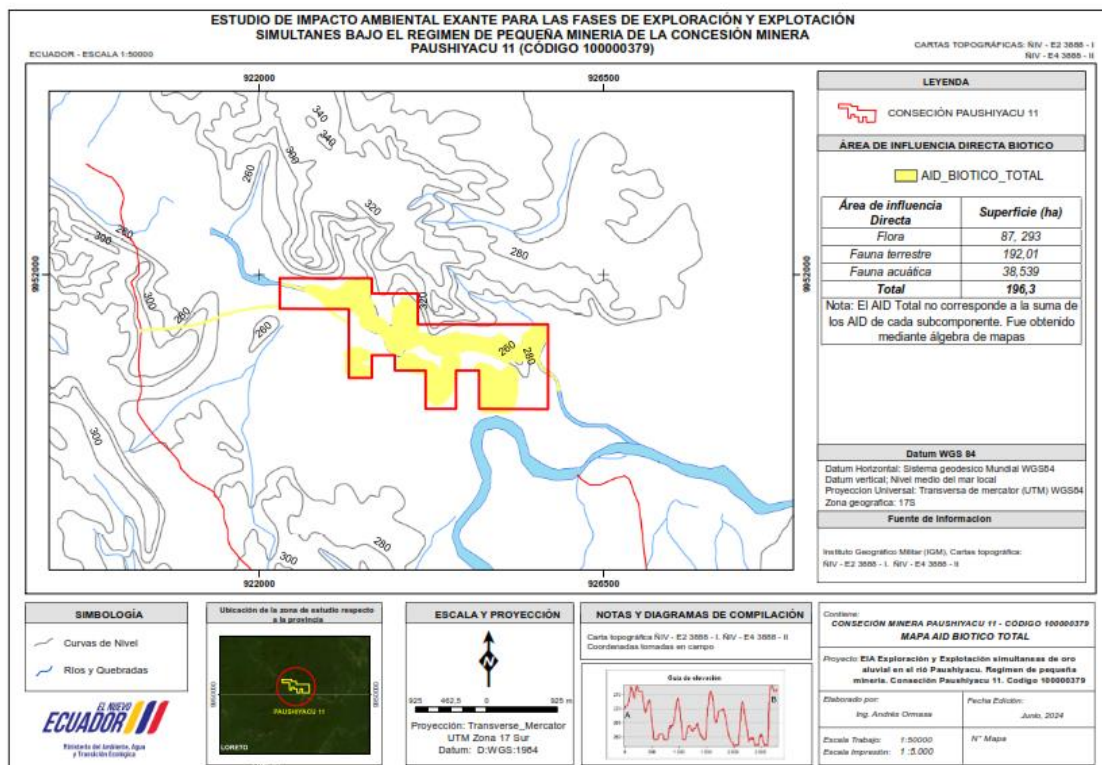 ESTUDIO DE IMPACTO AMBIENTAL EXANTE PARA LAS FASES DE EXPLORACIÓN Y EXPLOTACIÓN
SIMULTANES BAJO EL REGIMEN DE PEQUEÑA MINERIA DE LA CONCESIÓN MINERA
PAUSHIYACU 11 (CÓDIGO 100000379)
ECUADOR - ESCALA 1:50000
CARTAS TOPOGRÁFICAS: ÑIV - E2 3888 - I
ÑIV - E4 3888 - II
922000
926500
340
340
300
260
320
280
260
300
300
260
260
320
260
280
300
300
280
9952000
9952000
922000
926500
LEYENDA
CONSECIÓN PAUSHIYACU 11
ÁREA DE INFLUENCIA DIRECTA BIOTICO
AID_BIOTICO_TOTAL
Área de influencia Directa
Superficie (ha)
Flora 87, 293
Fauna terrestre 192,01
Fauna acuática 38,539
Total 196,3
Nota: El AID Total no corresponde a la suma de
los AID de cada subcomponente. Fue obtenido
mediante álgebra de mapas
Datum WGS 84
Datum Horizontal: Sistema geodesico Mundial WGS84
Datum vertical; Nivel medio del mar local
Proyeccion Universal: Transversa de mercator (UTM) WGS84
Zona geografica: 17S
Fuente de Informacion
Instituto Geográfico Militar (IGM), Cartas topográfica:
ÑIV - E2 3888 - I. ÑIV - E4 3888 - II
SIMBOLOGÍA
Curvas de Nivel
Ríos y Quebradas
EL NUEVO
ECUADOR
Ministerio del Ambiente, Agua
y Transición Ecológica
Ubicación de la zona de estudio respecto
a la provincia
PAUSHIYACU 11
LORETO
ESCALA Y PROYECCIÓN
N
925 462,5 0 925 m
Proyección: Transverse_Mercator
UTM Zona 17 Sur
Datum: D:WGS:1984
NOTAS Y DIAGRAMAS DE COMPILACIÓN
Carta topográfica ÑIV - E2 3888 - I. ÑIV - E4 3888 - II
Coordenadas tomadas en campo
A
B
Contiene:
CONSECIÓN MINERA PAUSHIYACU 11 - CODIGO 100000379
MAPA AID BIOTICO TOTAL
Proyecto: EIA Exploración y Explotación simultaneas de oro
aluvial en el rió Paushiyacu. Regimen de pequeña
mineria. Conseción Paushiyacu 11. Codigo 100000379
Elaborado por:
Ing. Andrés Ormaza
Fecha Edición:
Junio, 2024
Escala Trabajo: 1:50000
Escala Impresión: 1 :5.000
N° Mapa